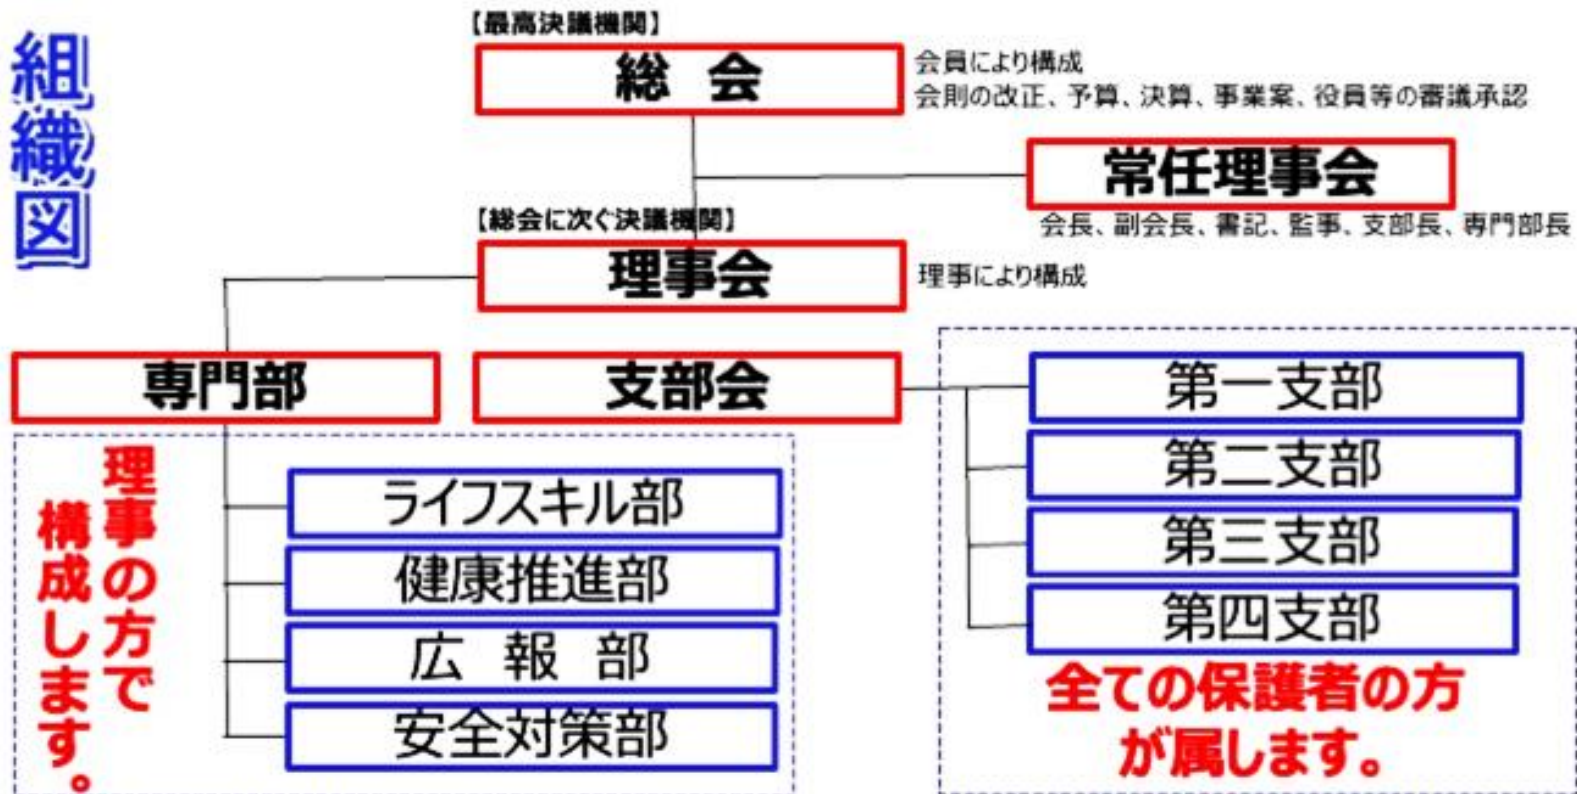 組織図
【最高決議機関】
総 会
会員により構成
会則の改正、予算、決算、事業案、役員等の審議承認
常任理事会
会長、副会長、書記、監事、支部長、専門部長
【総会に次ぐ決議機関】
理事会
理事により構成
専門部
支部会
第一支部
第二支部
第三支部
第四支部
全ての保護者の方
が属します。
理事の方で
構成します。
ライフスキル部
健康推進部
広 報 部
安全対策部